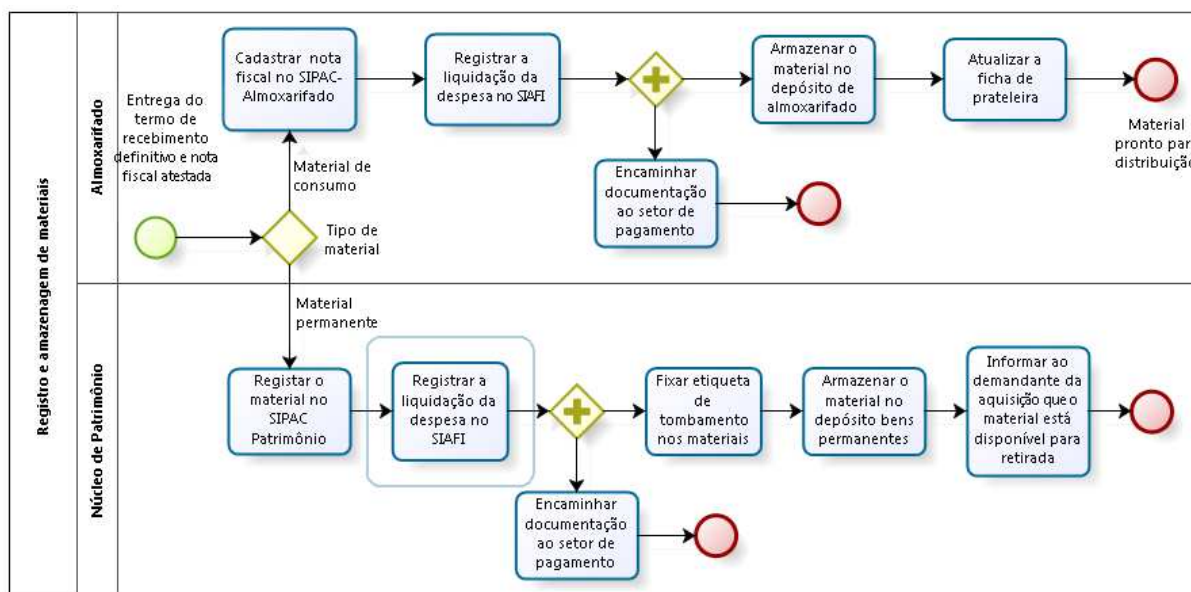 Registro e amazenagem de materiais
Almoxarifado
Entrega do
termo de
recebimento
definitivo e nota
fiscal atestada
Cadastrar nota
fiscal no SIPAC-
Almoxarifado
Registrar a
liquidação da
despesa no SIAFI
Armazenar o
material no
depósito de
almoxarifado
Atualizar a
ficha de
prateleira
Material
pronto para
distribuição
Material de
consumo
Encaminhar
documentação
ao setor de
pagamento
Tipo de
material
Núcleo de Patrimônio
Material
permanente
Registar o
material no
SIPAC
Patrimônio
Registrar a
liquidação da
despesa no SIAFI
Fixar etiqueta
de
tombamento
nos materiais
Armazenar o
material no
depósito bens
permanentes
Informar ao
demandante da
aquisição que o
material está
disponível para
retirada
Encaminhar
documentação
ao setor de
pagamento